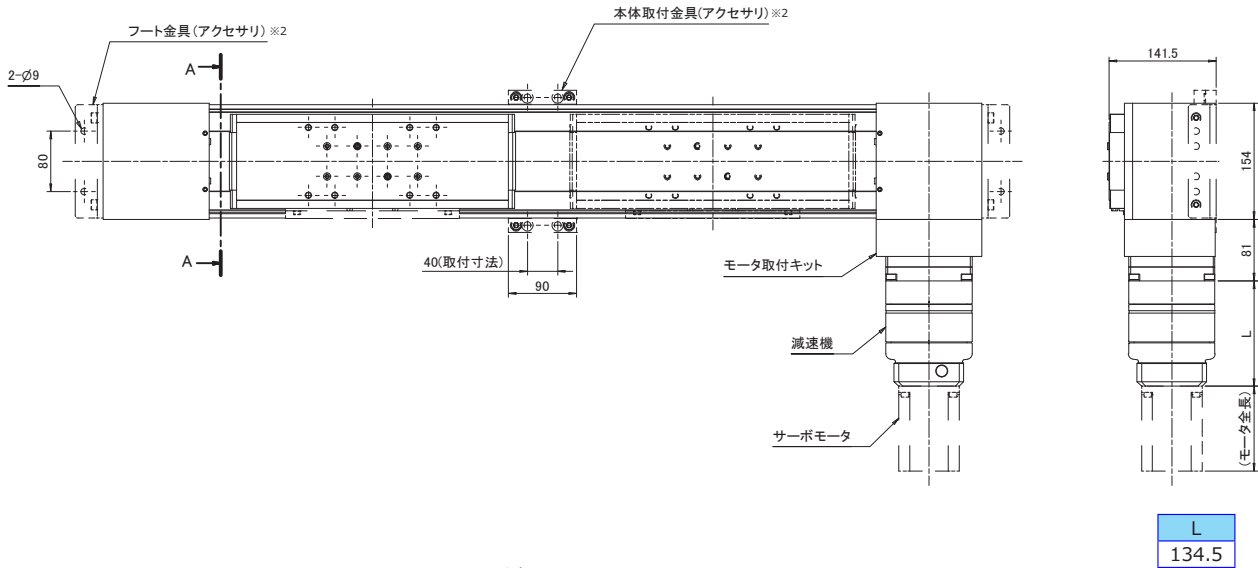 フート金具(アクセサリ)※2
本体取付金具(アクセサリ)※2
141.5
A
2-Ø9
80
154
A
40(取付寸法)
90
モータ取付キット
81
減速機
L
サーボモータ
(モータ全長)
L
134.5